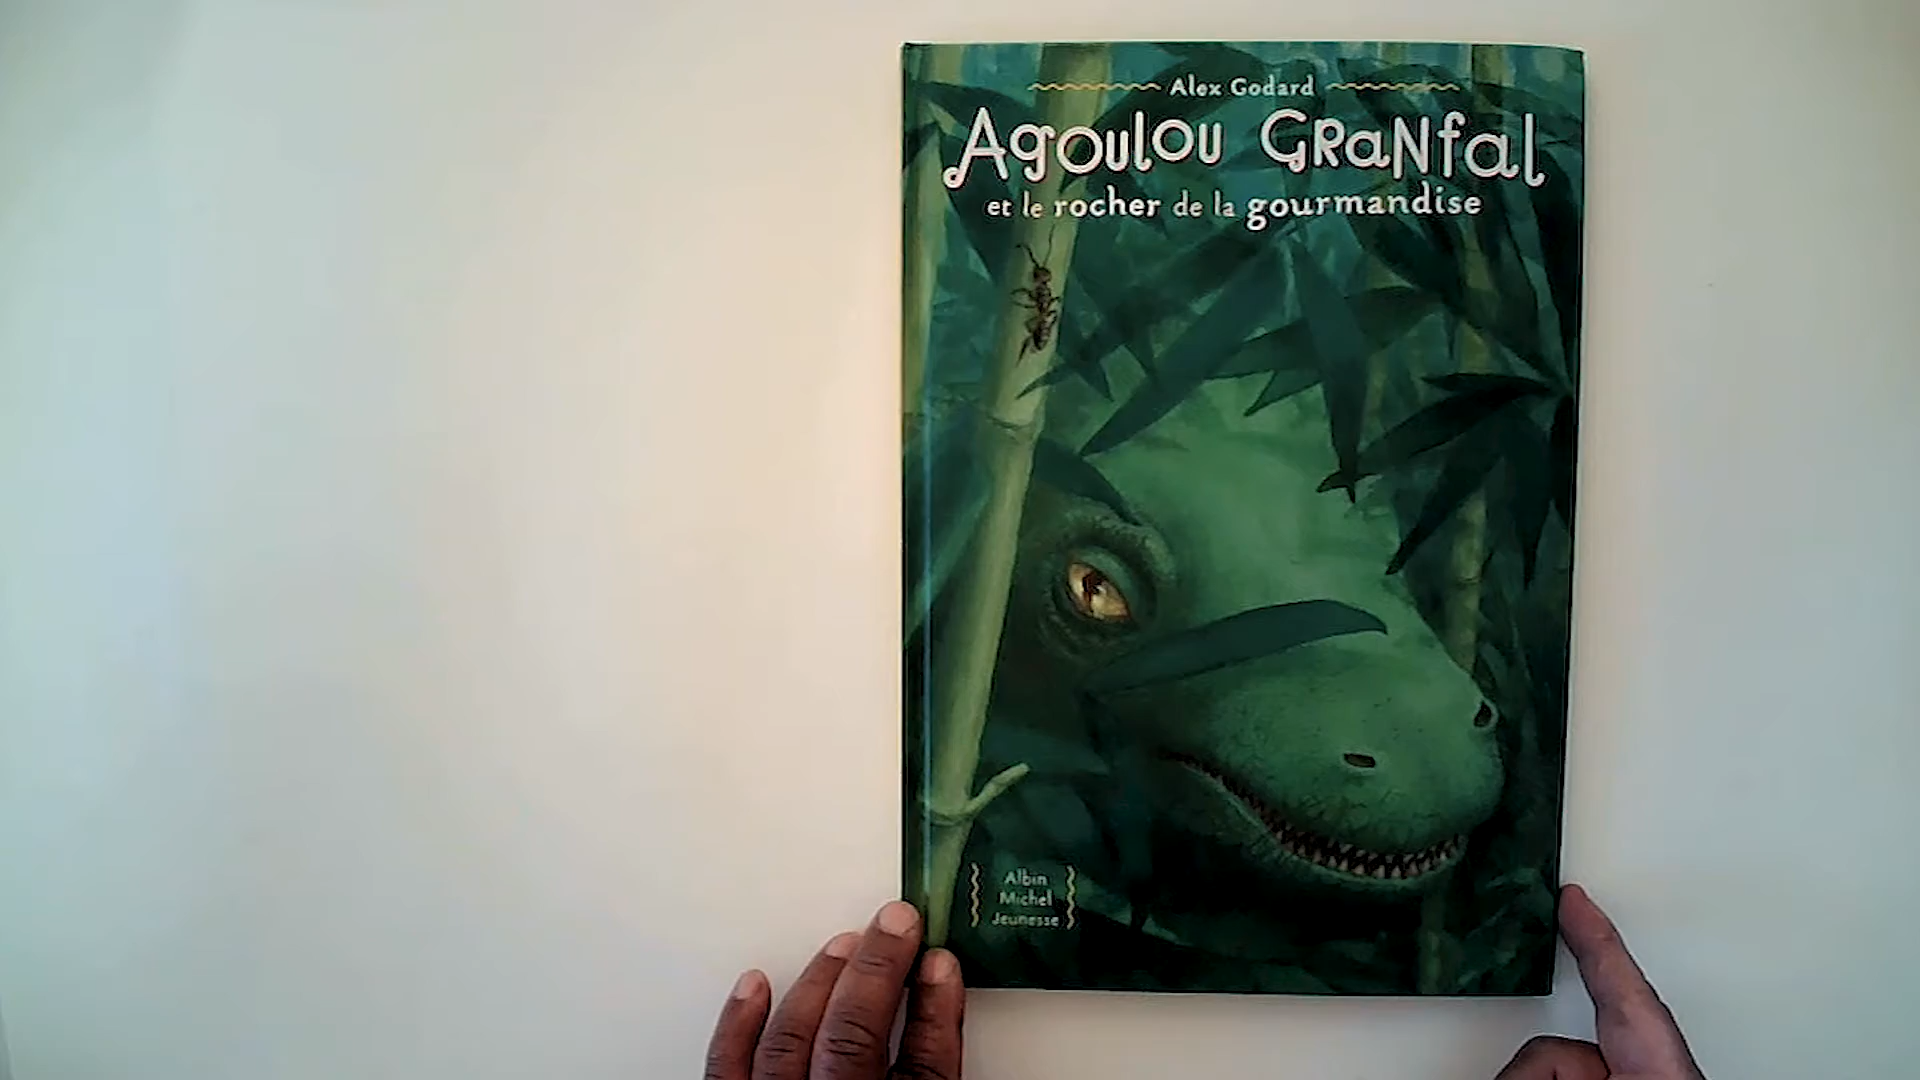 Alex Godard
Agoulou GRaNfal
et le rocher de la gourmandise
Albin
Michel
Jeunesse